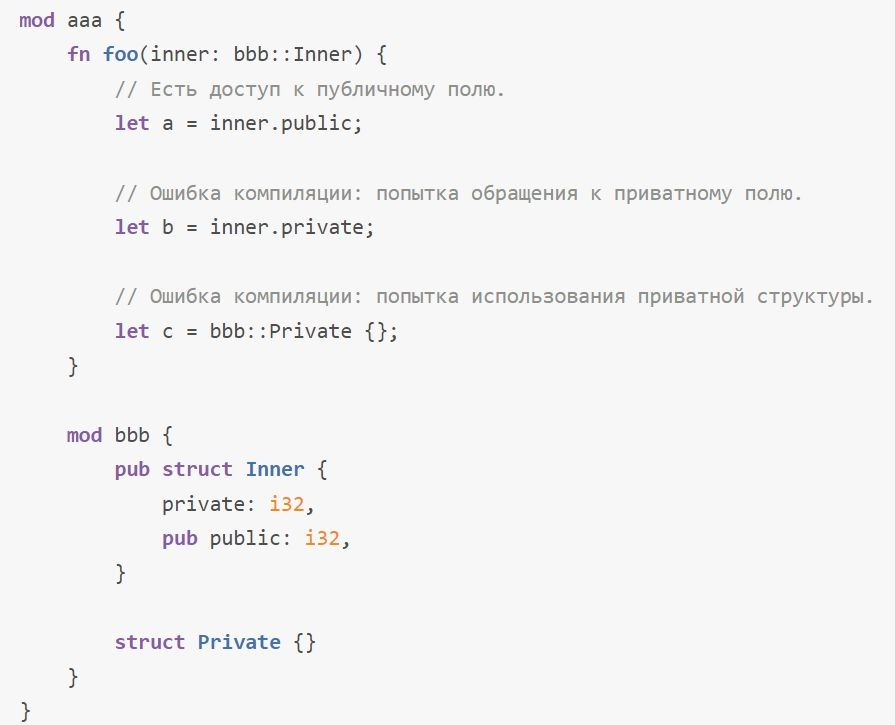 mod aaa {
    fn foo(inner: bbb::Inner) {
        // Есть доступ к публичному полю.
        let a = inner.public;

        // Ошибка компиляции: попытка обращения к приватному полю.
        let b = inner.private;

        // Ошибка компиляции: попытка использования приватной структуры.
        let c = bbb::Private {};
    }

    mod bbb {
        pub struct Inner {
            private: i32,
            pub public: i32,
        }

        struct Private {}
    }
}